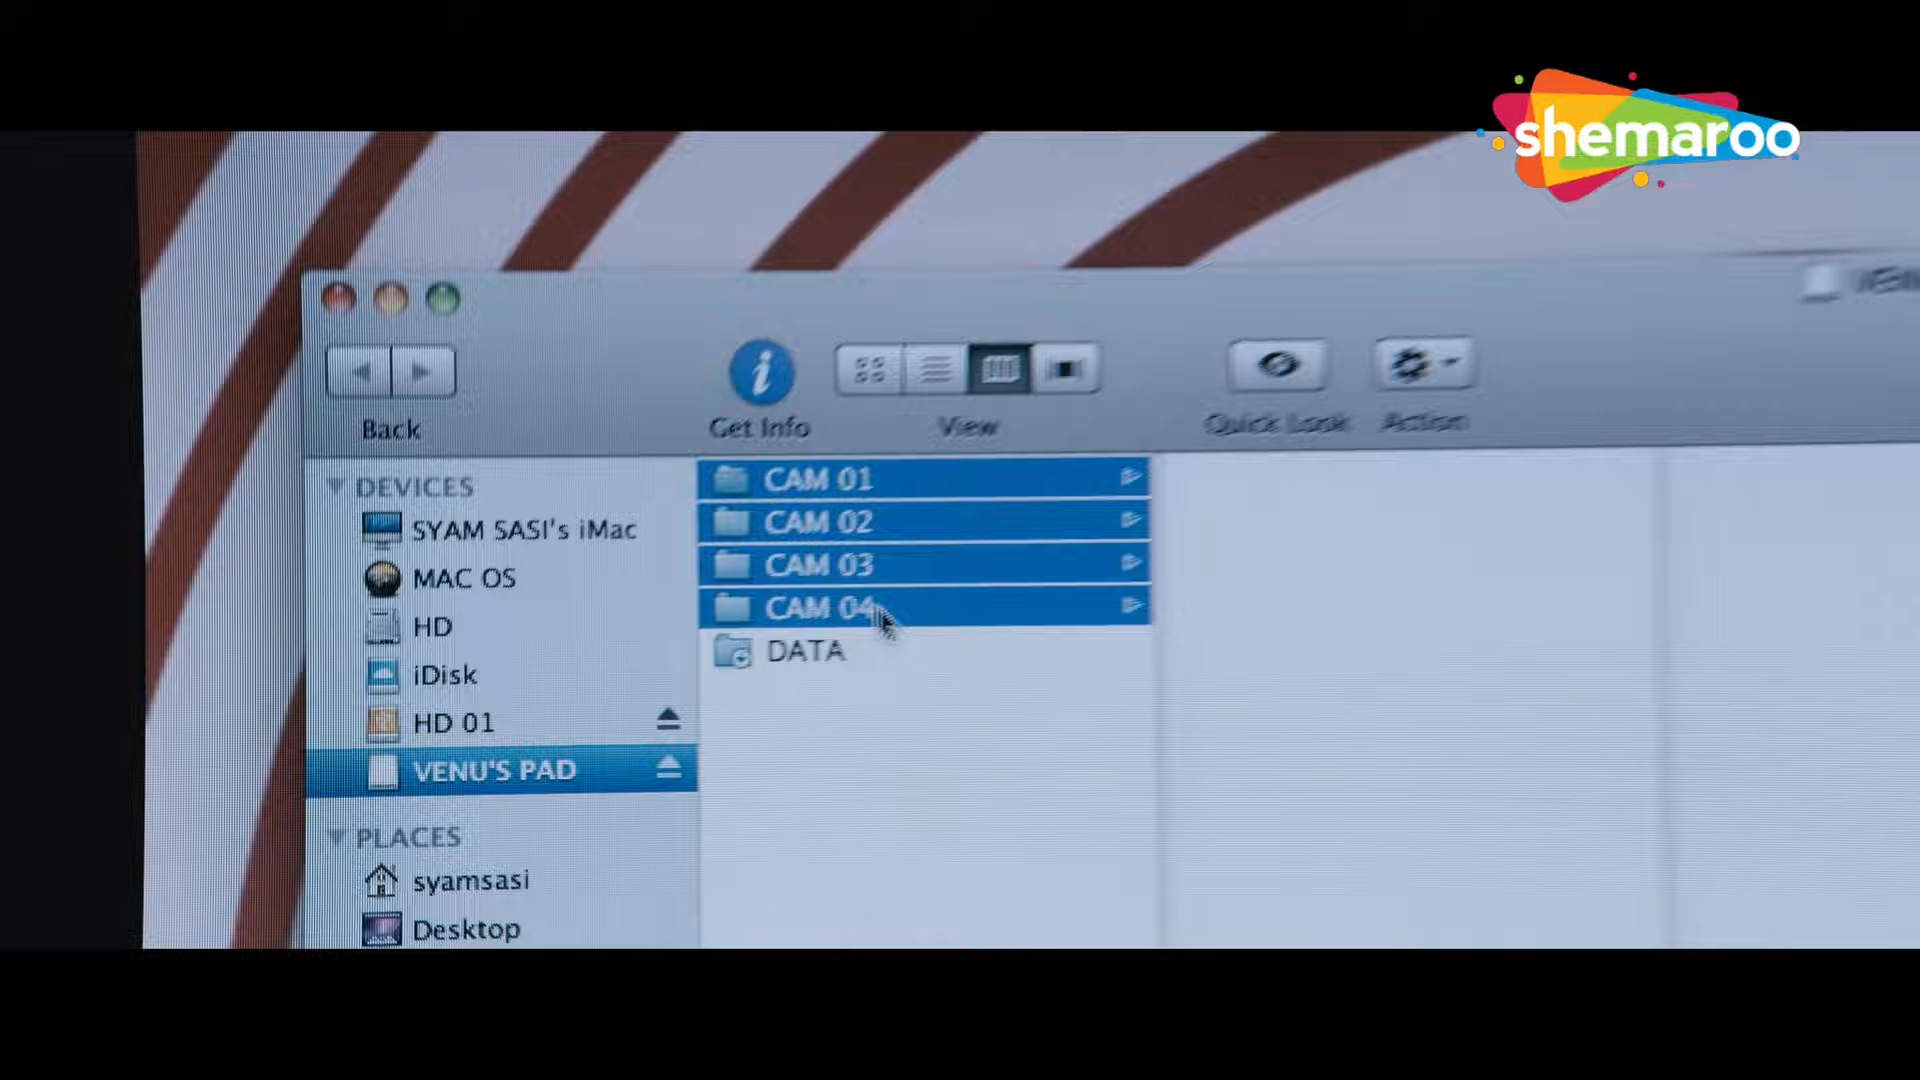 shemaroo
Back
Get Info
View
Quick Look
Action
DEVICES
SYAM SASI's iMac
MAC OS
HD
iDisk
HD 01
VENU'S PAD
PLACES
syamsasi
Desktop
CAM 01
CAM 02
CAM 03
CAM 04
DATA